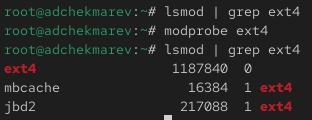 root@adchekmarev:~# lsmod | grep ext4
root@adchekmarev:~# modprobe ext4
root@adchekmarev:~# lsmod | grep ext4
ext4 1187840 0
mbcache 16384 1 ext4
jbd2 217088 1 ext4